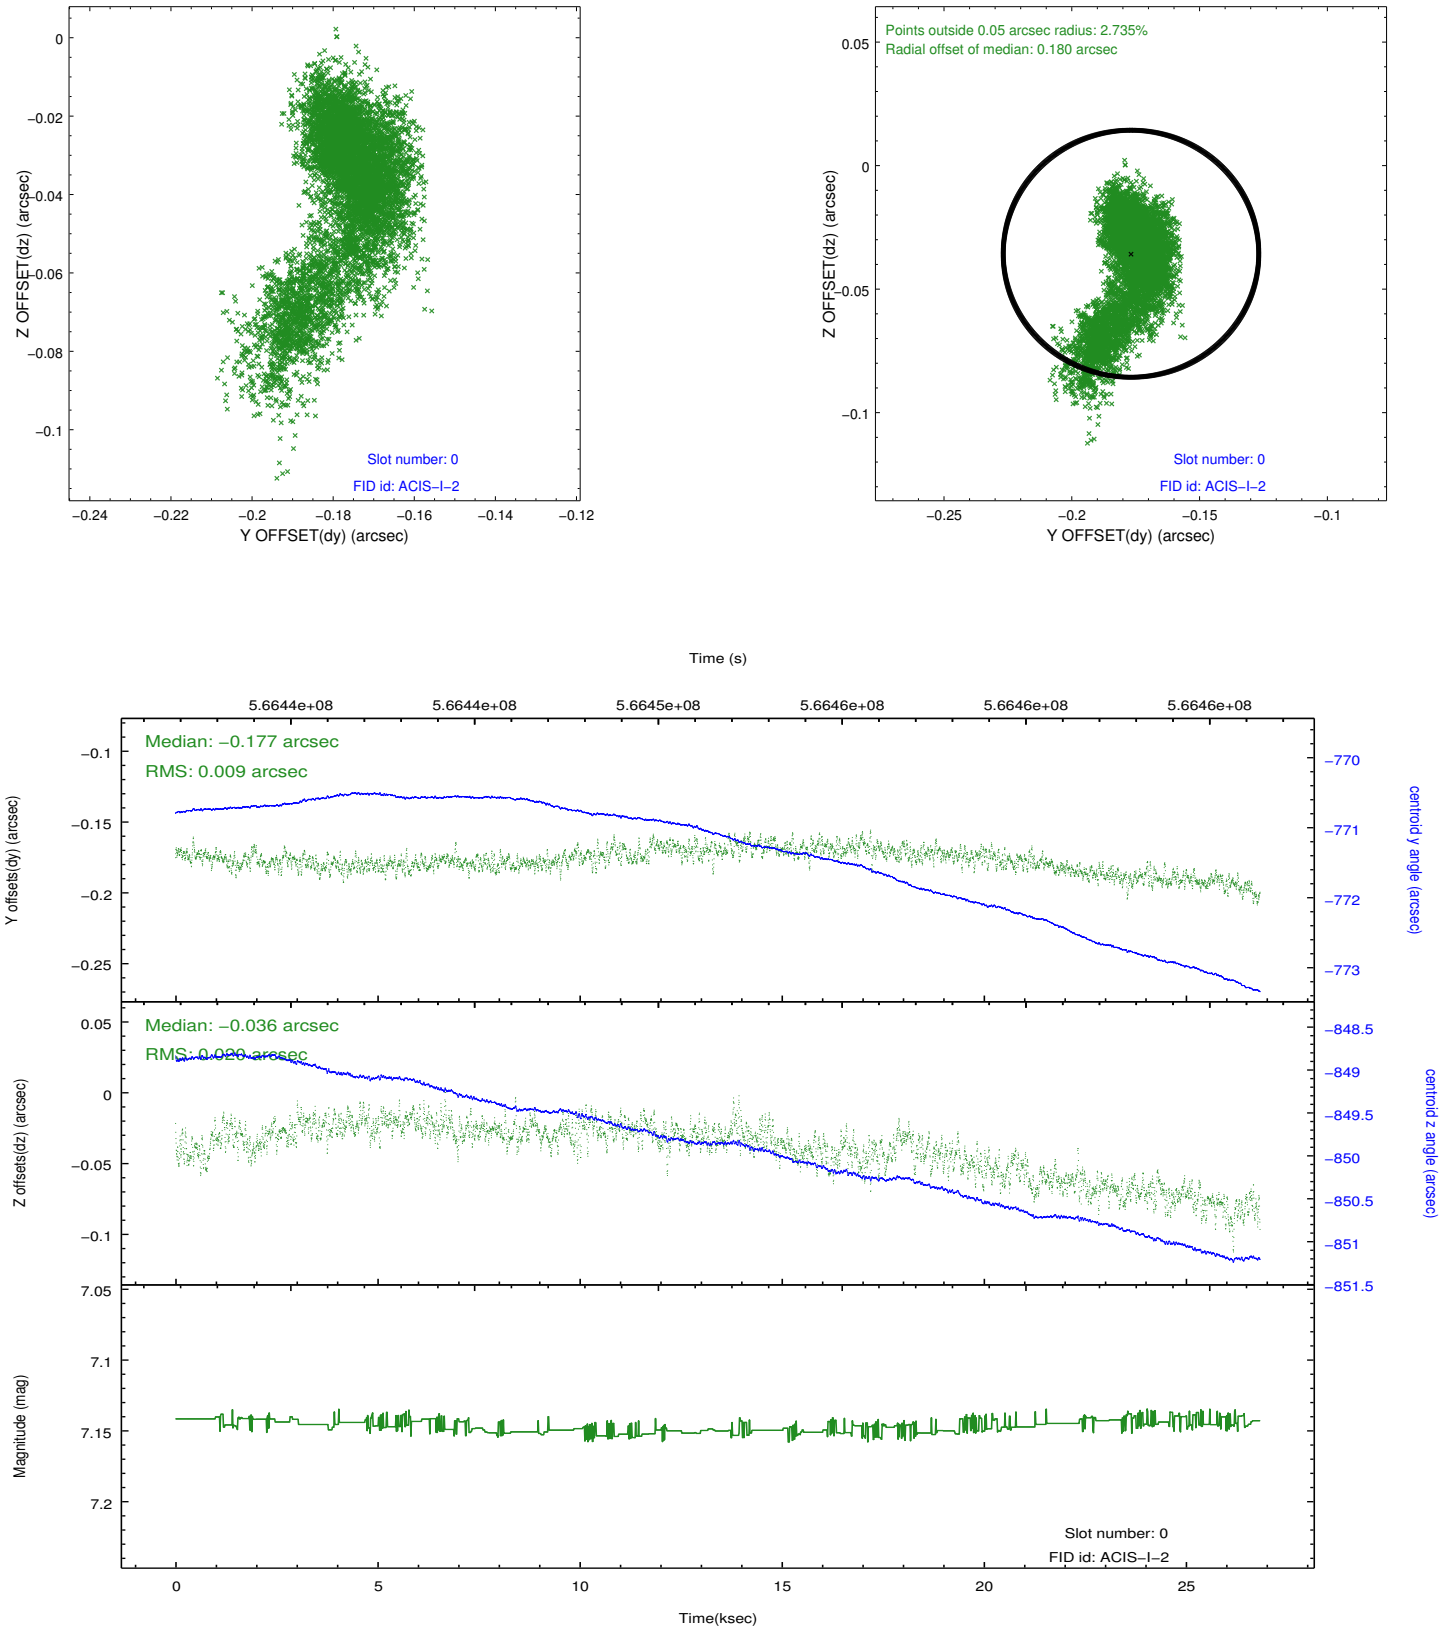 0
−0.02
−0.04
−0.06
−0.08
−0.1
Z OFFSET(dz) (arcsec)
Slot number: 0
FID id: ACIS−I−2
−0.24
−0.22
−0.2
−0.18
−0.16
−0.14
−0.12
Y OFFSET(dy) (arcsec)
Points outside 0.05 arcsec radius: 2.735%
Radial offset of median: 0.180 arcsec
0.05
0
−0.05
−0.1
Z OFFSET(dz) (arcsec)
Slot number: 0
FID id: ACIS−I−2
−0.25
−0.2
−0.15
−0.1
Y OFFSET(dy) (arcsec)
Time (s)
5.6644e+08
5.6644e+08
5.6645e+08
5.6646e+08
5.6646e+08
5.6646e+08
Median: −0.177 arcsec
RMS: 0.009 arcsec
−0.1
−0.15
−0.2
−0.25
Y offsets(dy) (arcsec)
−770
−771
−772
−773
centroid y angle (arcsec)
Median: −0.036 arcsec
RMS: 0.020 arcsec
0.05
0
−0.05
−0.1
Z offsets(dz) (arcsec)
−848.5
−849
−849.5
−850
−850.5
−851
−851.5
centroid z angle (arcsec)
7.05
7.1
7.15
7.2
Magnitude (mag)
Slot number: 0
FID id: ACIS−I−2
0
5
10
15
20
25
Time(ksec)